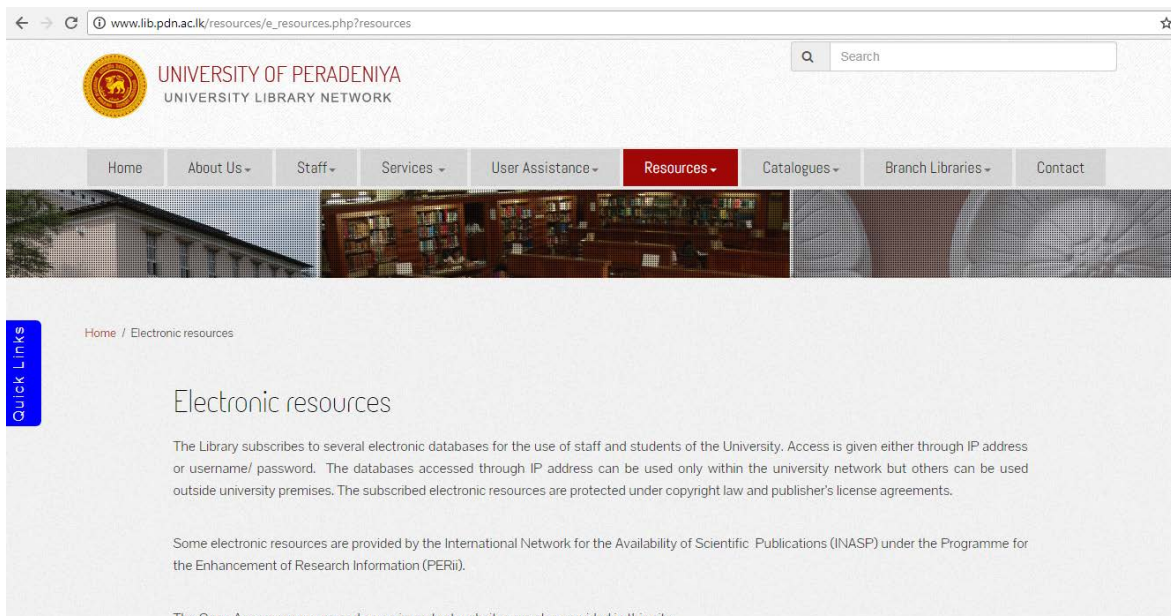 www.lib.pdn.ac.lk/resources/e_resources.php?resources
Search
UNIVERSITY OF PERADENIYA
UNIVERSITY LIBRARY NETWORK
Home About Us Staff Services User Assistance Resources Catalogues Branch Libraries Contact
Quick Links
Home / Electronic resources
Electronic resources
The Library subscribes to several electronic databases for the use of staff and students of the University. Access is given either through IP address
or username/ password. The databases accessed through IP address can be used only within the university network but others can be used
outside university premises. The subscribed electronic resources are protected under copyright law and publisher's license agreements.
Some electronic resources are provided by the International Network for the Availability of Scientific Publications (INASP) under the Programme for
the Enhancement of Research Information (PERii).